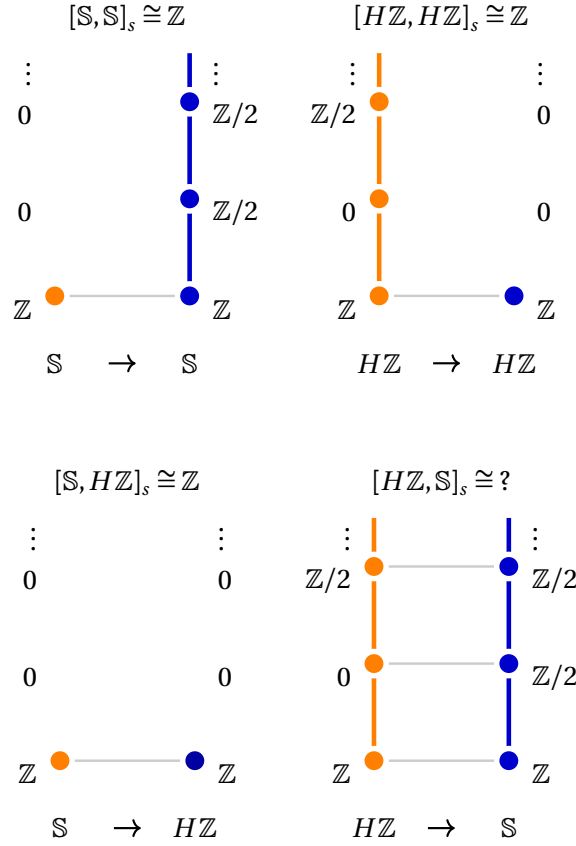 [𝕊, 𝕊]ₛ ≅ ℤ
⋮ ⋮
0 ℤ/2
0 ℤ/2
ℤ ℤ
𝕊 → 𝕊
[Hℤ, Hℤ]ₛ ≅ ℤ
⋮ ⋮
ℤ/2 0
0 0
ℤ ℤ
Hℤ → Hℤ
[𝕊, Hℤ]ₛ ≅ ℤ
⋮ ⋮
0 0
0 0
ℤ ℤ
𝕊 → Hℤ
[Hℤ, 𝕊]ₛ ≅ ?
⋮ ⋮
ℤ/2 ℤ/2
0 ℤ/2
ℤ ℤ
Hℤ → 𝕊